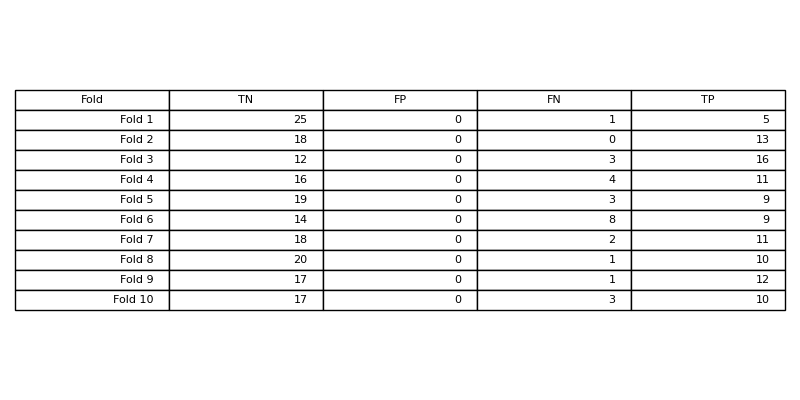 Fold TN FP FN TP
Fold 1 25 0 1 5
Fold 2 18 0 0 13
Fold 3 12 0 3 16
Fold 4 16 0 4 11
Fold 5 19 0 3 9
Fold 6 14 0 8 9
Fold 7 18 0 2 11
Fold 8 20 0 1 10
Fold 9 17 0 1 12
Fold 10 17 0 3 10